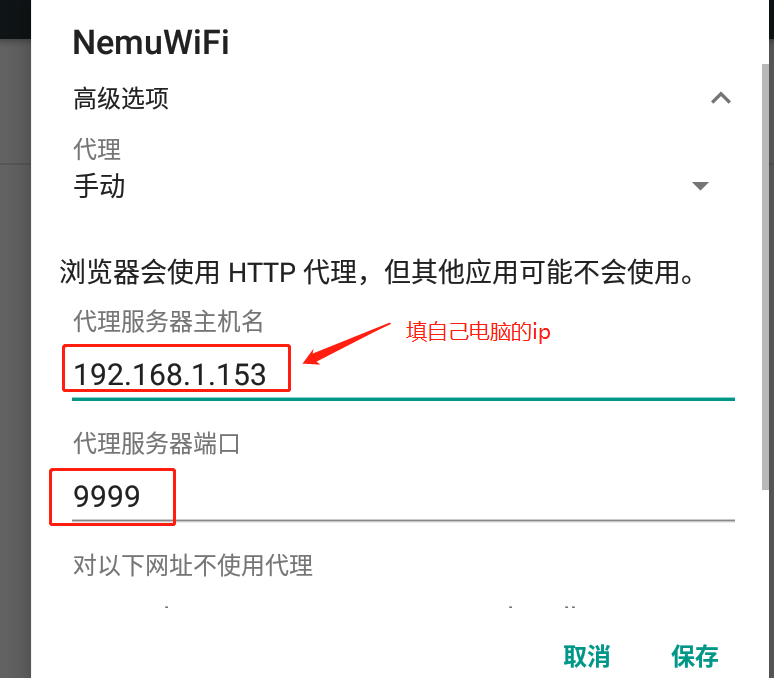 NemuWiFi
高级选项
代理
手动
浏览器会使用 HTTP 代理，但其他应用可能不会使用。
代理服务器主机名
填自己电脑的ip
192.168.1.153
代理服务器端口
9999
对以下网址不使用代理
取消 保存